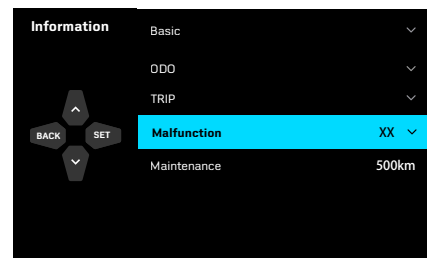 Information
Basic
ODO
TRIP
BACK SET
Malfunction XX
Maintenance 500km